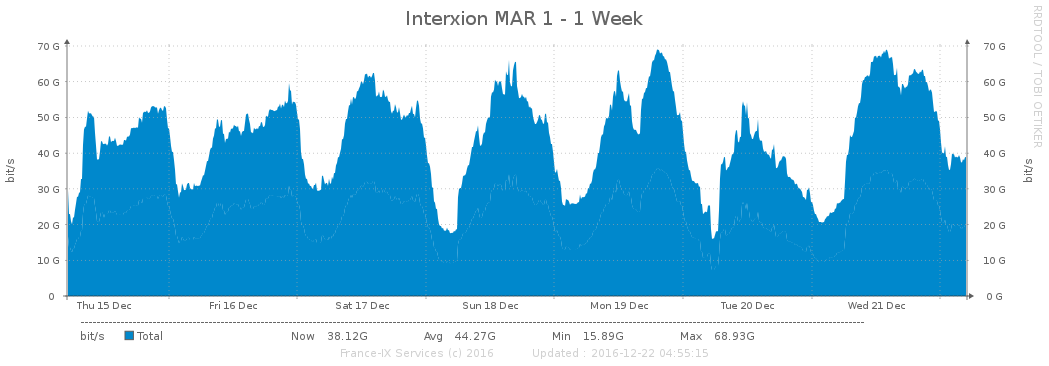 Interxion MAR 1 - 1 Week
RRDTOOL / TOBI OETIKER
70 G 70 G
60 G 60 G
50 G 50 G
40 G 40 G
30 G 30 G
20 G 20 G
10 G 10 G
0 0 G
bit/s bit/s
Thu 15 Dec Fri 16 Dec Sat 17 Dec Sun 18 Dec Mon 19 Dec Tue 20 Dec Wed 21 Dec
bit/s Total Now 38.12G Avg 44.27G Min 15.89G Max 68.93G
France-IX Services (c) 2016 Updated : 2016-12-22 04:55:15